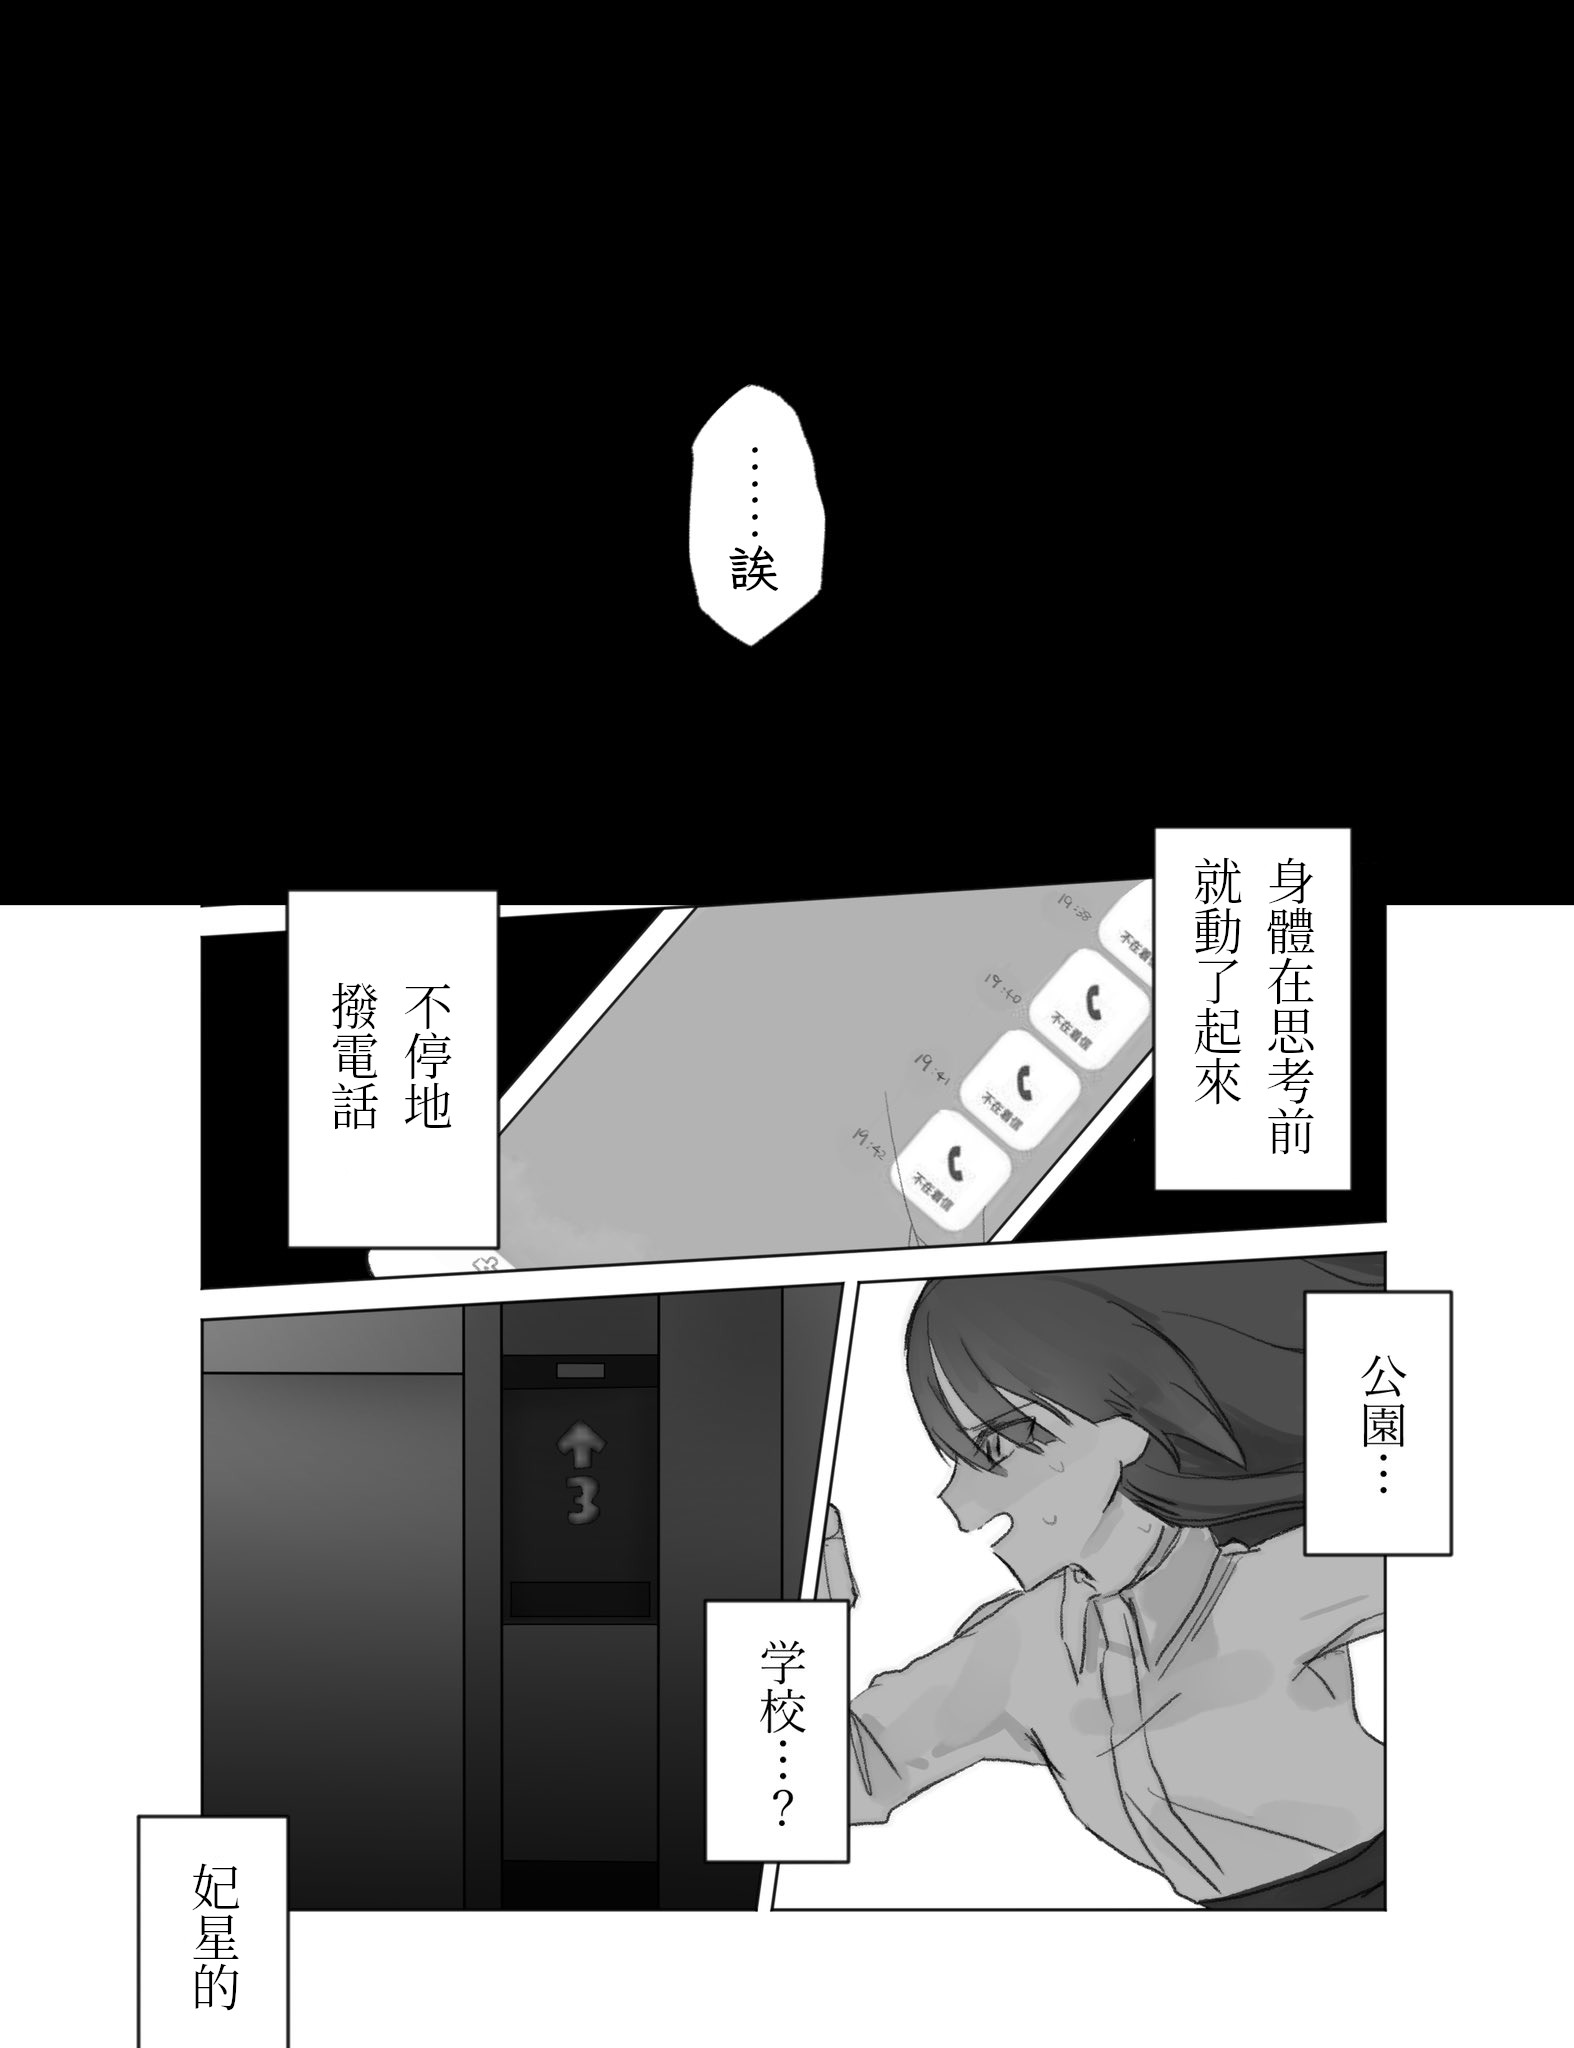 ……誒
身體在思考前
就動了起來
19:38
不在着信
19:40
不在着信
19:41
不在着信
19:42
不在着信
不停地
撥電話
公園…
学校…？
3
妃星的